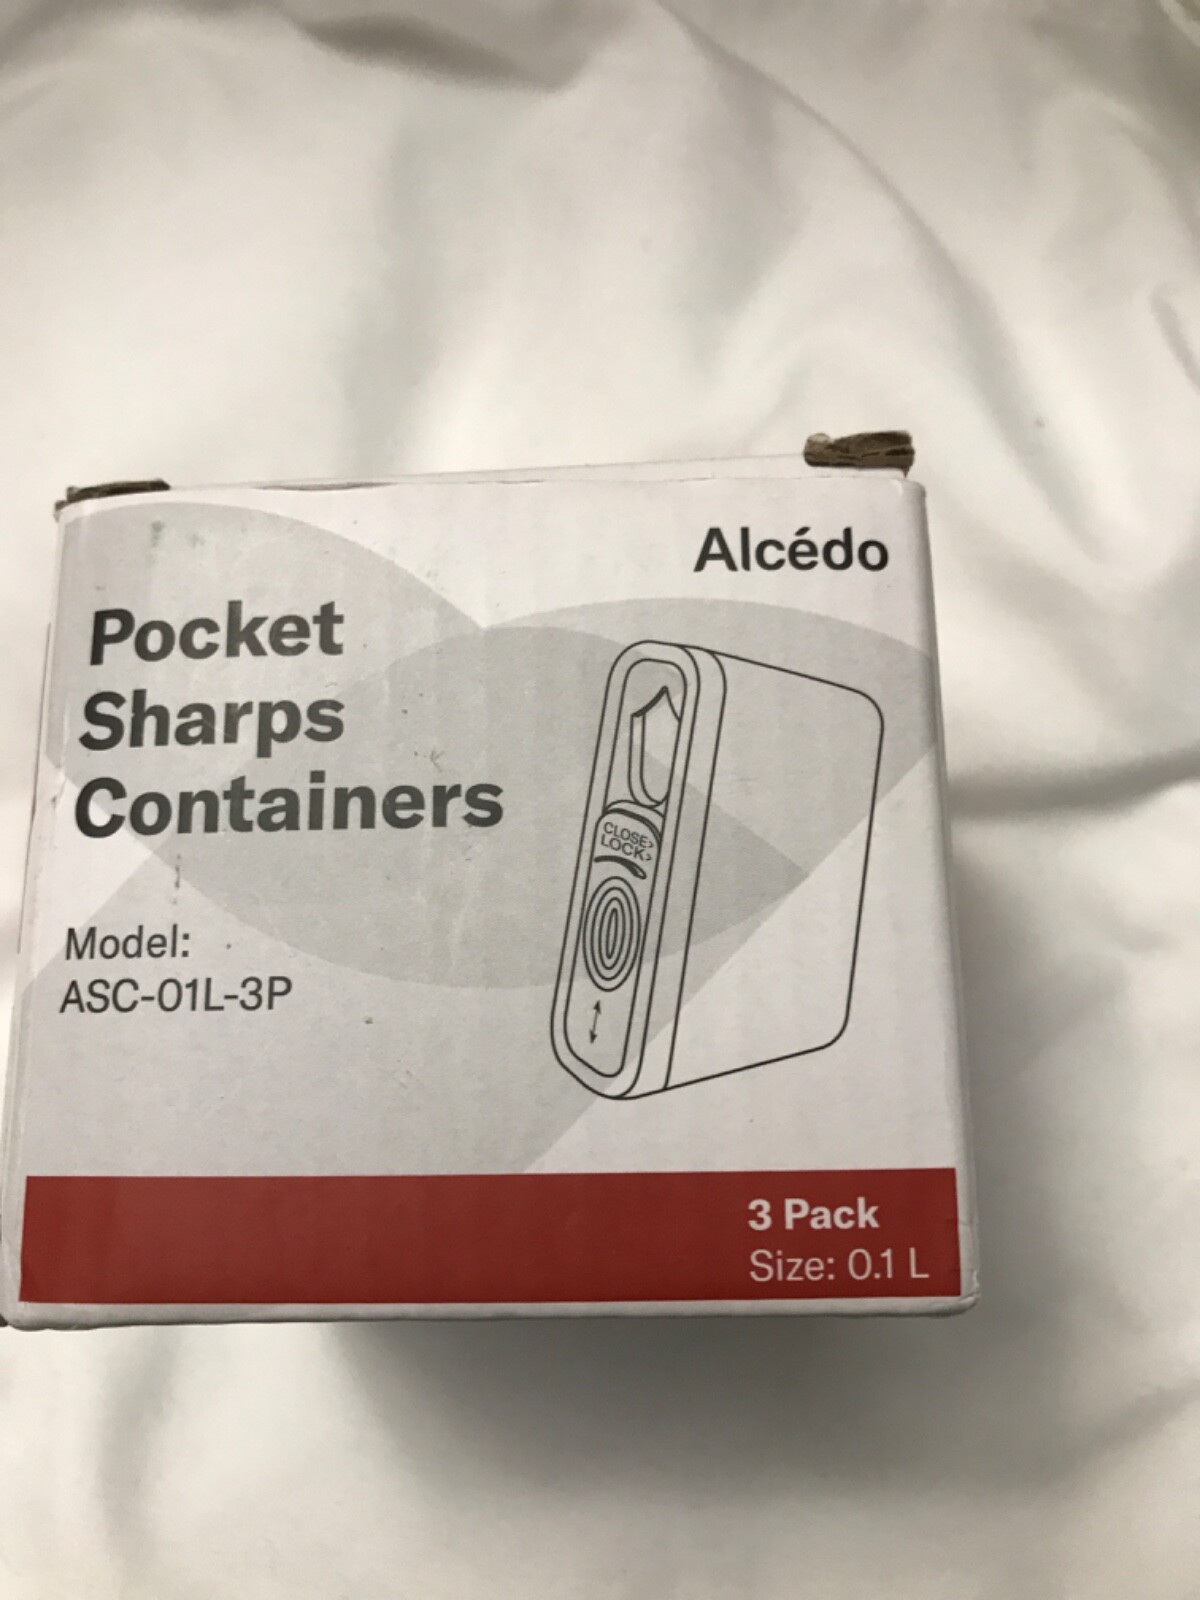 Alcédo
Pocket
Sharps
Containers
Model:
ASC-01L-3P
CLOSE>
LOCK>
3 Pack
Size: 0.1 L